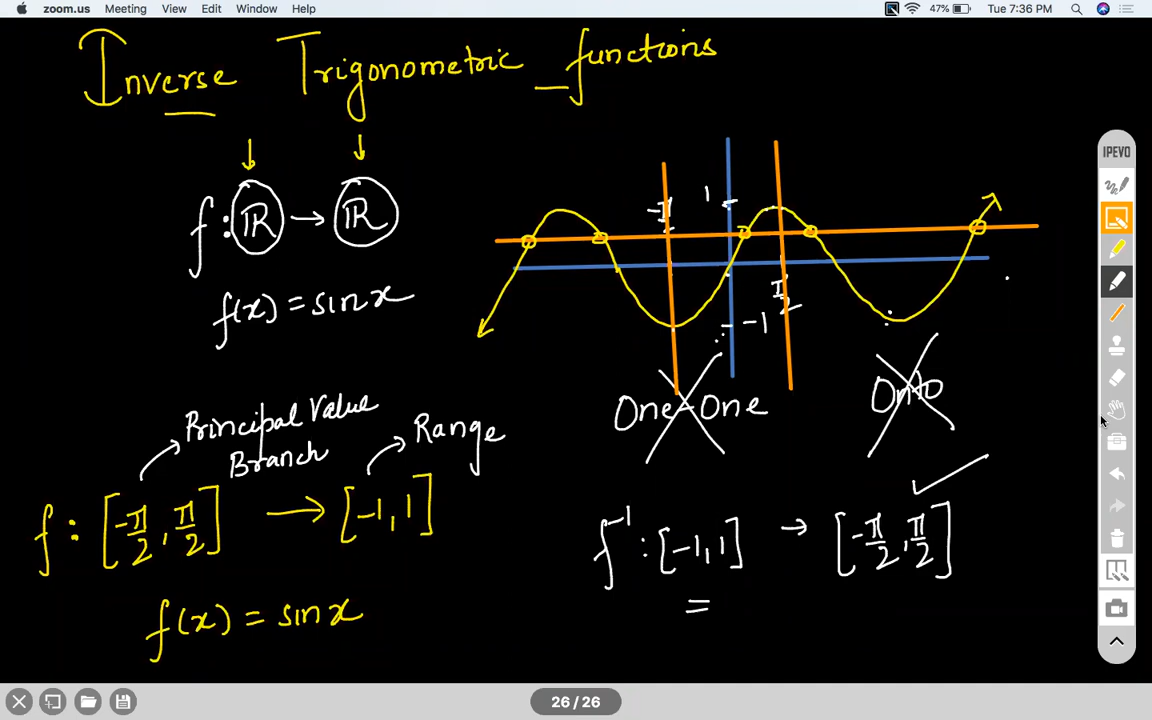 zoom.us Meeting View Edit Window Help 47% Tue 7:36 PM
Inverse Trigonometric functions
f : ℝ → ℝ
f(x) = sin x
-π/2
1
π/2
-1
IPEVO
One-One
Onto
Principal Value
Branch
Range
f : [-π/2, π/2] → [-1, 1]
f⁻¹ : [-1, 1] → [-π/2, π/2]
=
f(x) = sin x
26 / 26